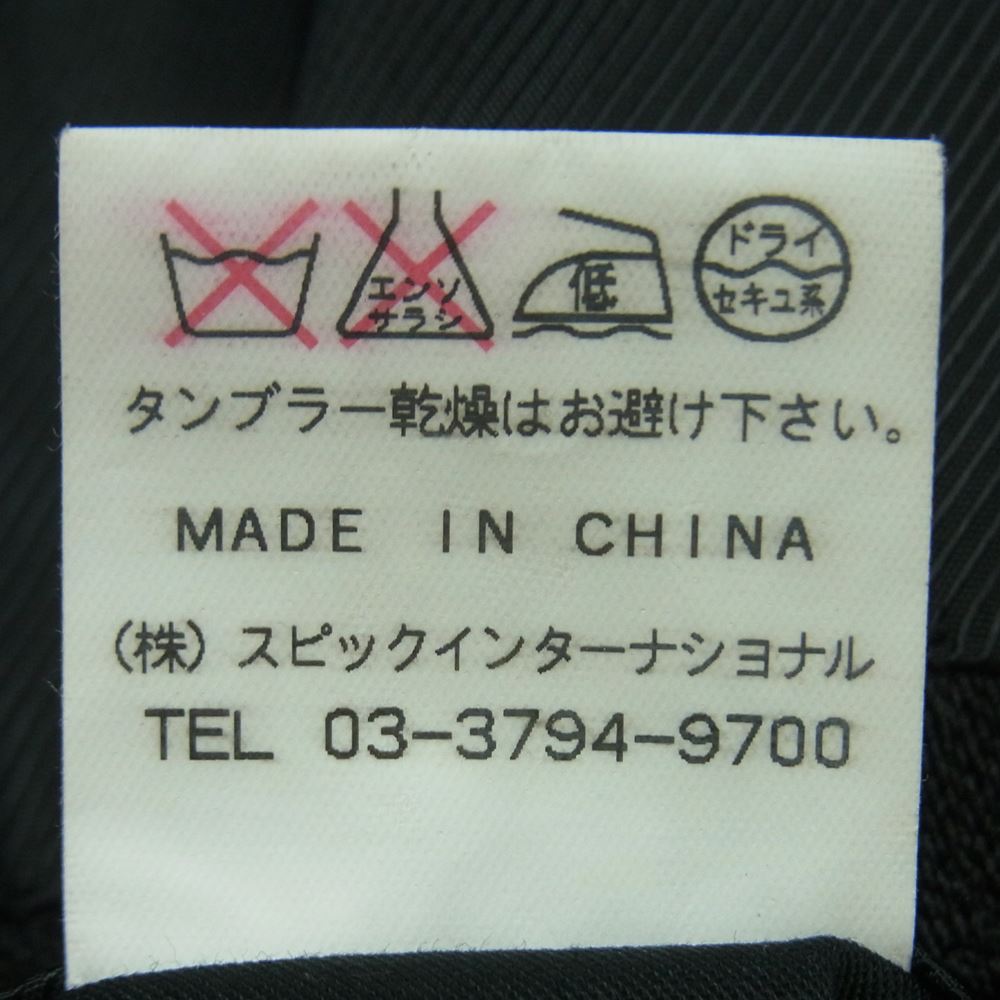 エンソ
サラシ
低
ドライ
セキユ系
タンブラー乾燥はお避け下さい。
MADE IN CHINA
(株) スピックインターナショナル
TEL 03-3794-9700